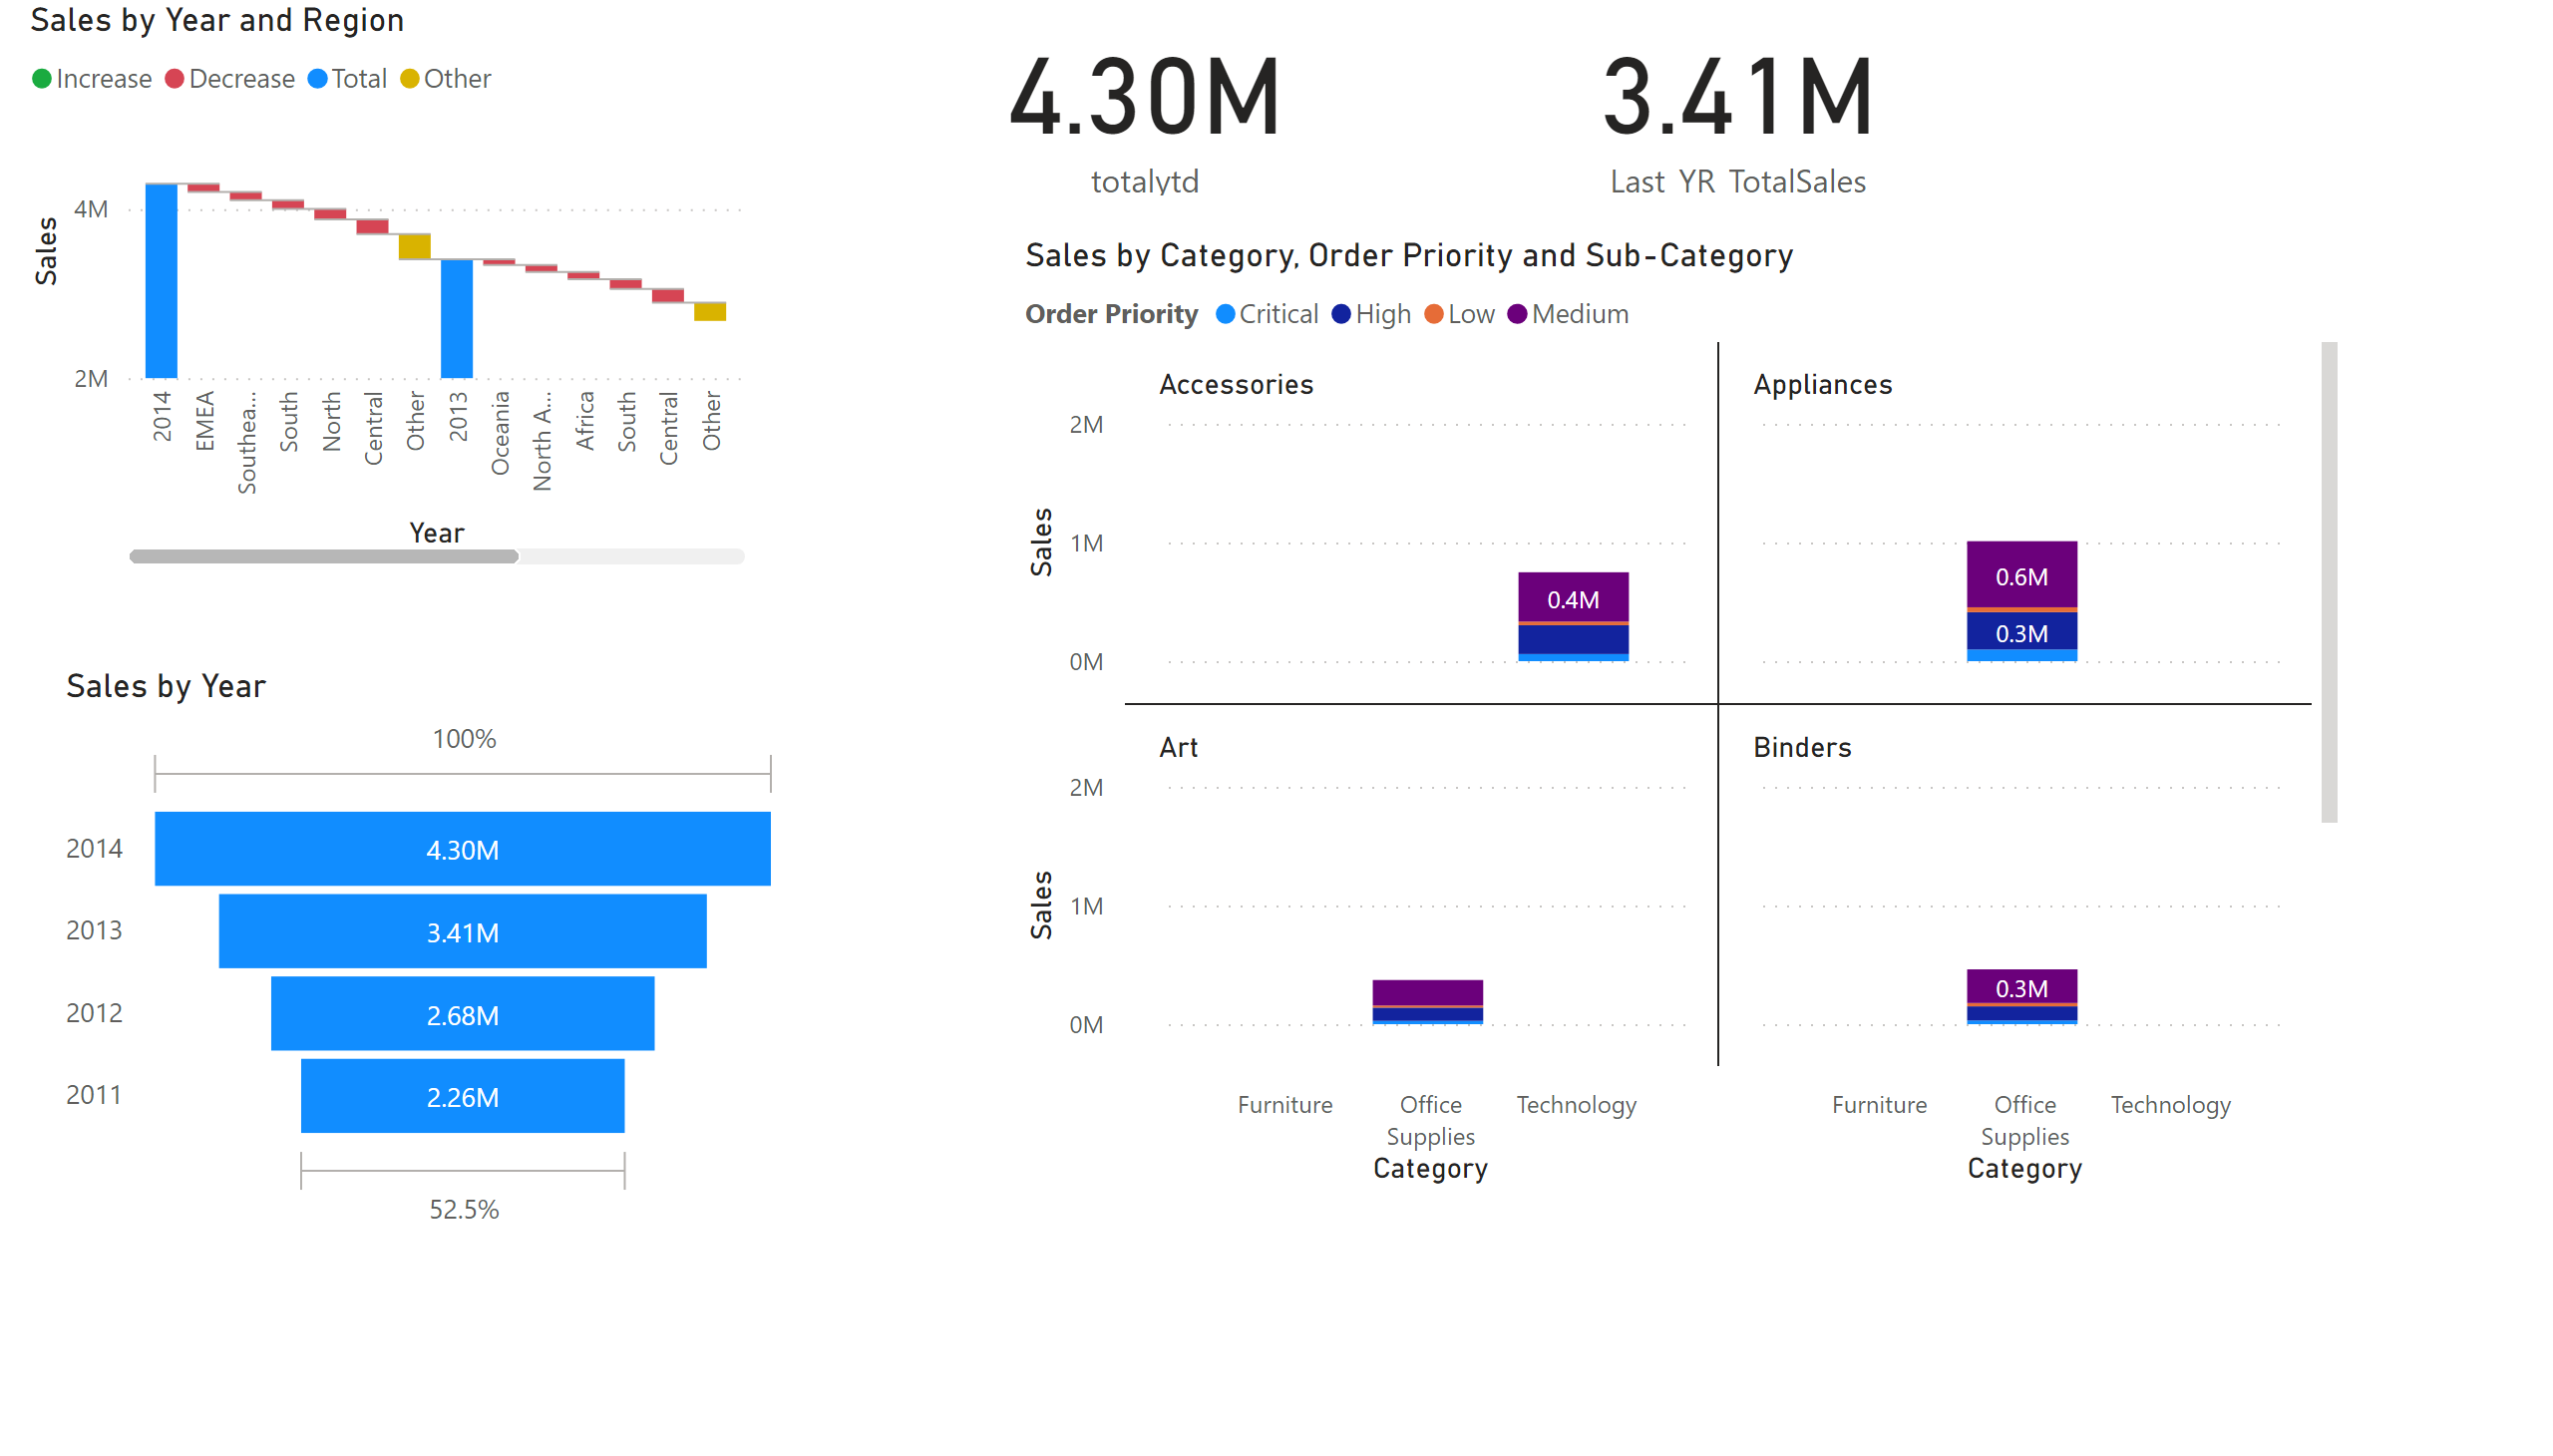 Sales by Year and Region
Increase Decrease Total Other
Sales
4M
2M
2014 EMEA Southea... South North Central Other 2013 Oceania North A... Africa South Central Other
Year
Sales by Year
100%
2014 4.30M
2013 3.41M
2012 2.68M
2011 2.26M
52.5%
4.30M
totalytd
3.41M
Last YR TotalSales
Sales by Category, Order Priority and Sub-Category
Order Priority Critical High Low Medium
Accessories
Appliances
Sales
2M
1M
0M
0.4M
0.6M
0.3M
Art
Binders
Sales
2M
1M
0M
0.3M
Furniture Office Supplies Technology
Category
Furniture Office Supplies Technology
Category